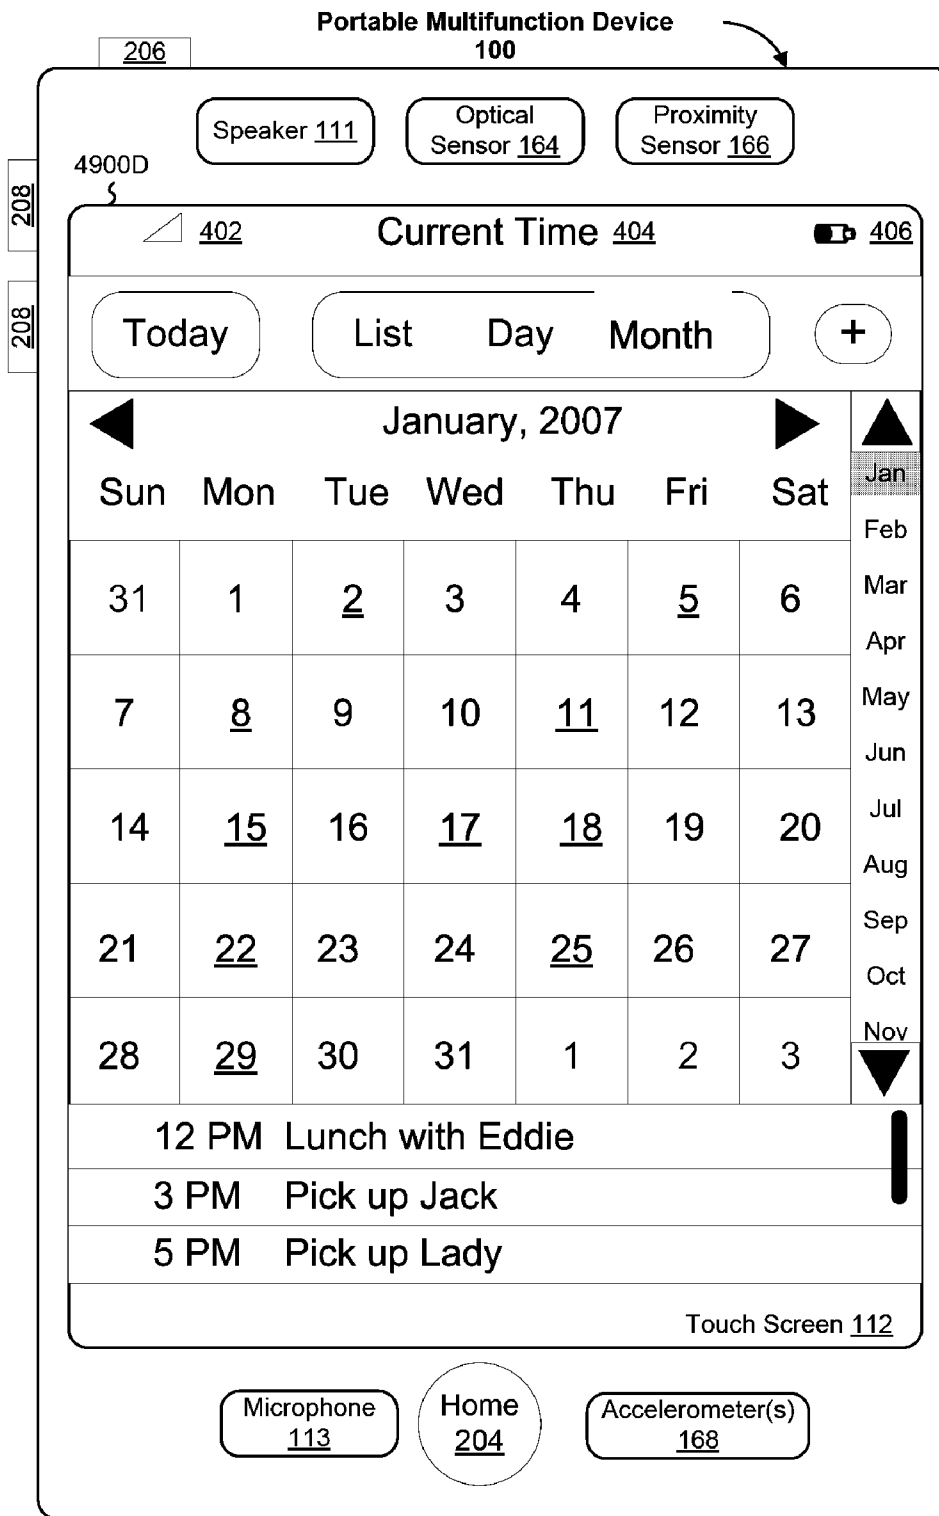 Portable Multifunction Device
100
206
Speaker 111
Optical
Sensor 164
Proximity
Sensor 166
4900D
208
208
402
Current Time 404
406
Today
List Day Month
+
January, 2007
Sun Mon Tue Wed Thu Fri Sat
31 1 2 3 4 5 6
7 8 9 10 11 12 13
14 15 16 17 18 19 20
21 22 23 24 25 26 27
28 29 30 31 1 2 3
Jan
Feb
Mar
Apr
May
Jun
Jul
Aug
Sep
Oct
Nov
12 PM Lunch with Eddie
3 PM Pick up Jack
5 PM Pick up Lady
Touch Screen 112
Microphone
113
Home
204
Accelerometer(s)
168